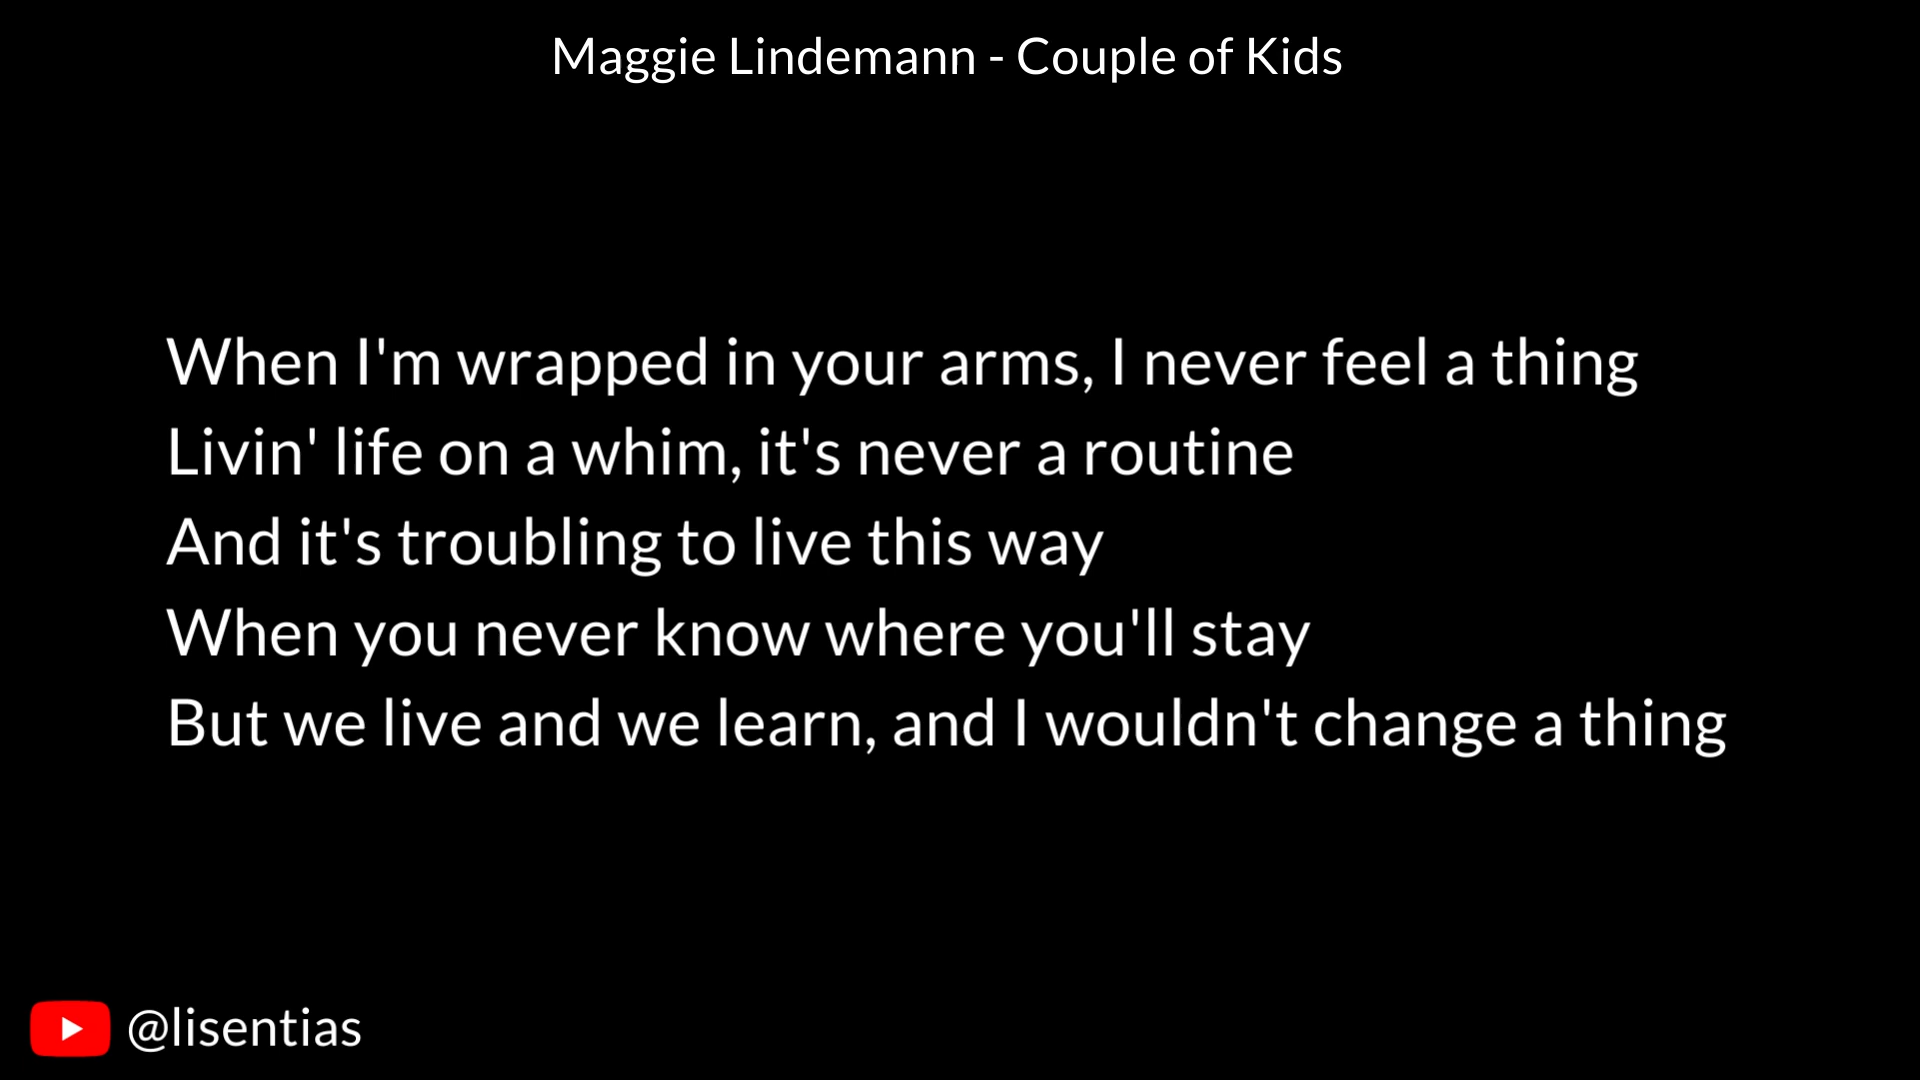 Maggie Lindemann - Couple of Kids
When I'm wrapped in your arms, I never feel a thing
Livin' life on a whim, it's never a routine
And it's troubling to live this way
When you never know where you'll stay
But we live and we learn, and I wouldn't change a thing
@lisentias